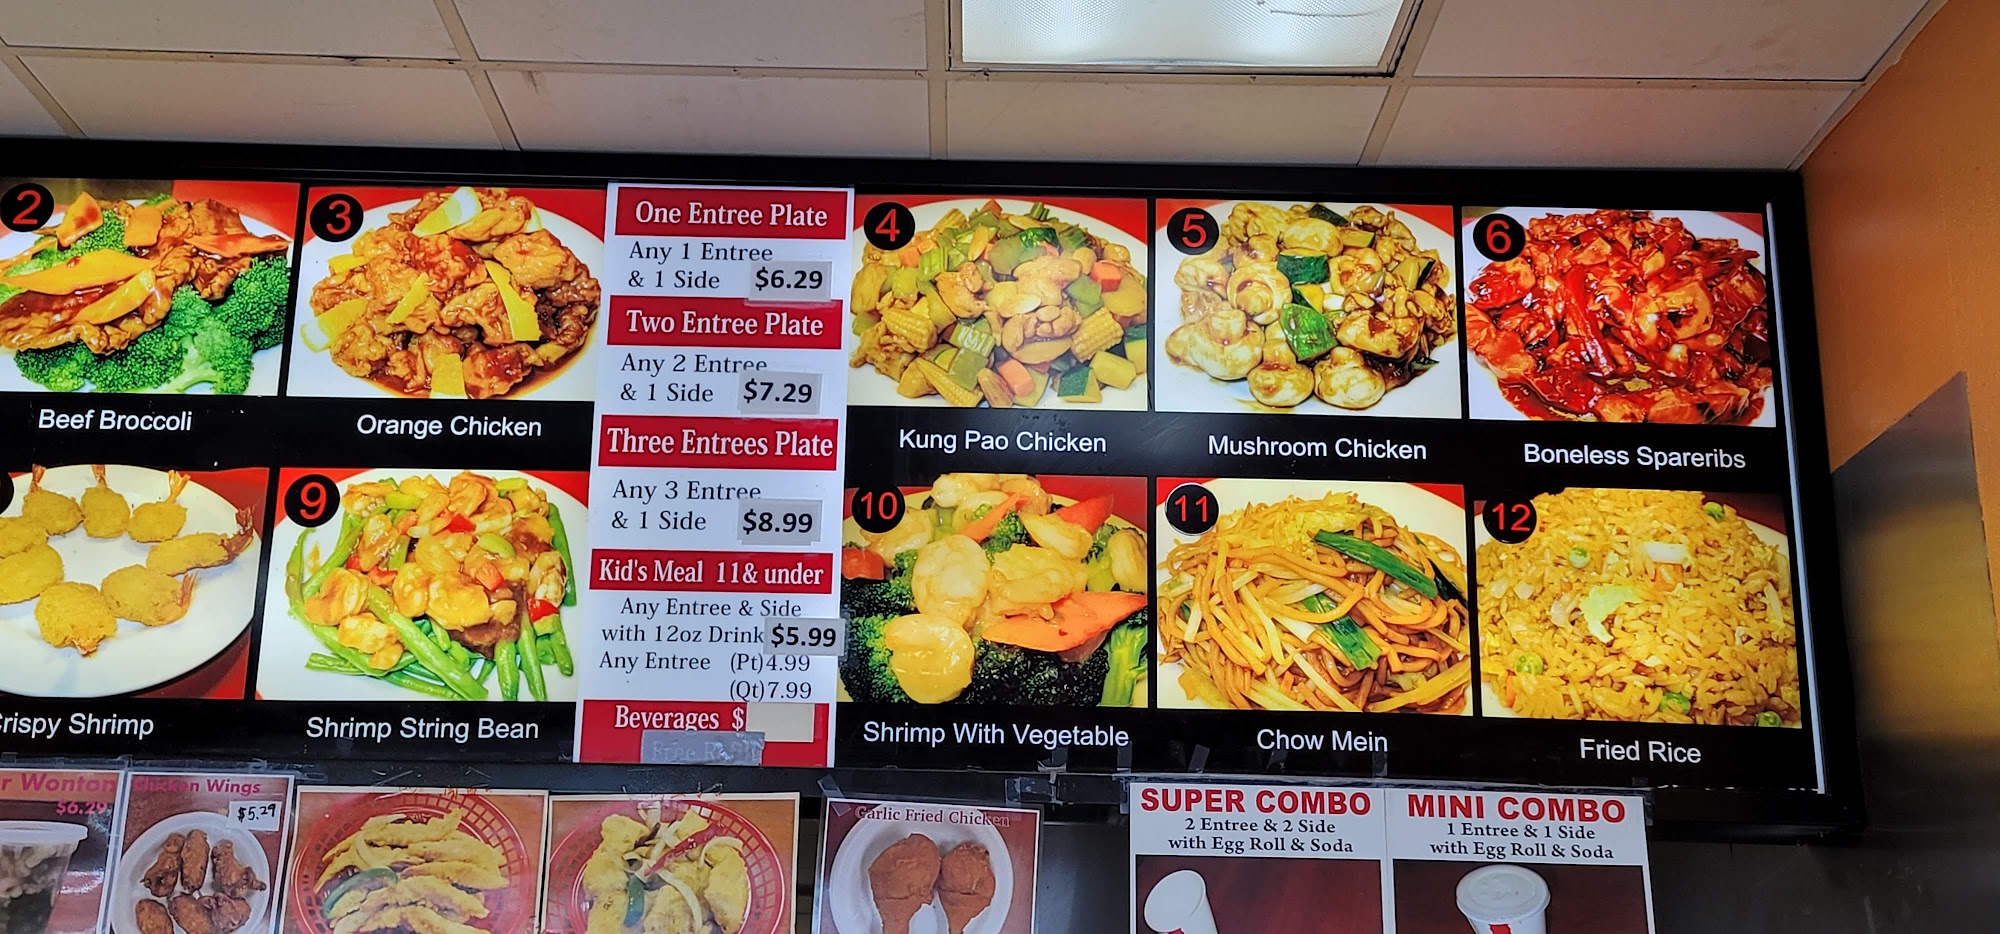 2
Beef Broccoli
3
Orange Chicken
One Entree Plate
Any 1 Entree
& 1 Side $6.29
Two Entree Plate
Any 2 Entree
& 1 Side $7.29
Three Entrees Plate
Any 3 Entree
& 1 Side $8.99
Kid's Meal 11& under
Any Entree & Side
with 12oz Drink $5.99
Any Entree (Pt)4.99
(Qt)7.99
Beverages $
4
Kung Pao Chicken
5
Mushroom Chicken
6
Boneless Spareribs
rispy Shrimp
9
Shrimp String Bean
10
Shrimp With Vegetable
11
Chow Mein
12
Fried Rice
r Wonton
$6.29
Chicken Wings
$5.29
Garlic Fried Chicken
SUPER COMBO
2 Entree & 2 Side
with Egg Roll & Soda
MINI COMBO
1 Entree & 1 Side
with Egg Roll & Soda